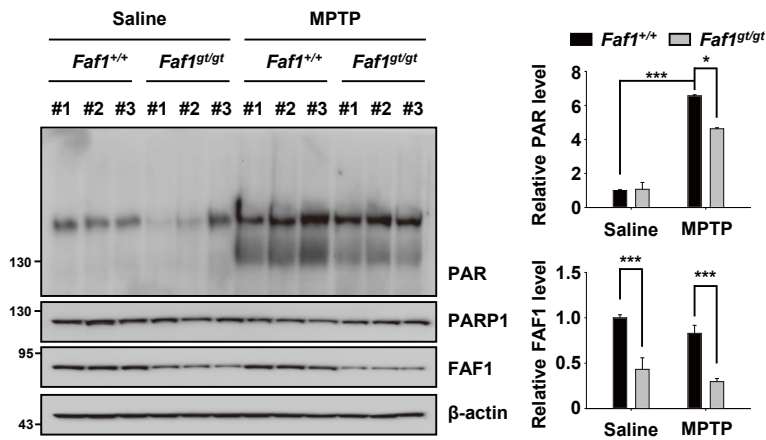 Saline MPTP
Faf1+/+ Faf1gt/gt Faf1+/+ Faf1gt/gt
#1 #2 #3 #1 #2 #3 #1 #2 #3 #1 #2 #3
130
PAR
130
PARP1
95
FAF1
43
β-actin
Faf1+/+ Faf1gt/gt
Relative PAR level
8
6
4
2
0
***
*
Saline MPTP
Relative FAF1 level
1.5
1.0
0.5
0
***
***
Saline MPTP